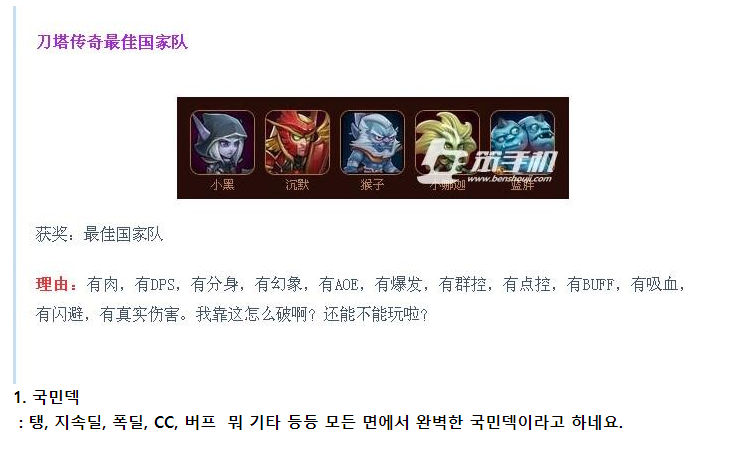 刀塔传奇最佳国家队
笨手机
www.benshouji.com
小黑 沉默 猴子 小娜迦 蓝胖
获奖：最佳国家队
理由：有肉，有DPS，有分身，有幻象，有AOE，有爆发，有群控，有点控，有BUFF，有吸血，
有闪避，有真实伤害。我靠这怎么破啊？还能不能玩啦？
1. 국민덱
: 탱, 지속딜, 폭딜, CC, 버프 뭐 기타 등등 모든 면에서 완벽한 국민덱이라고 하네요.